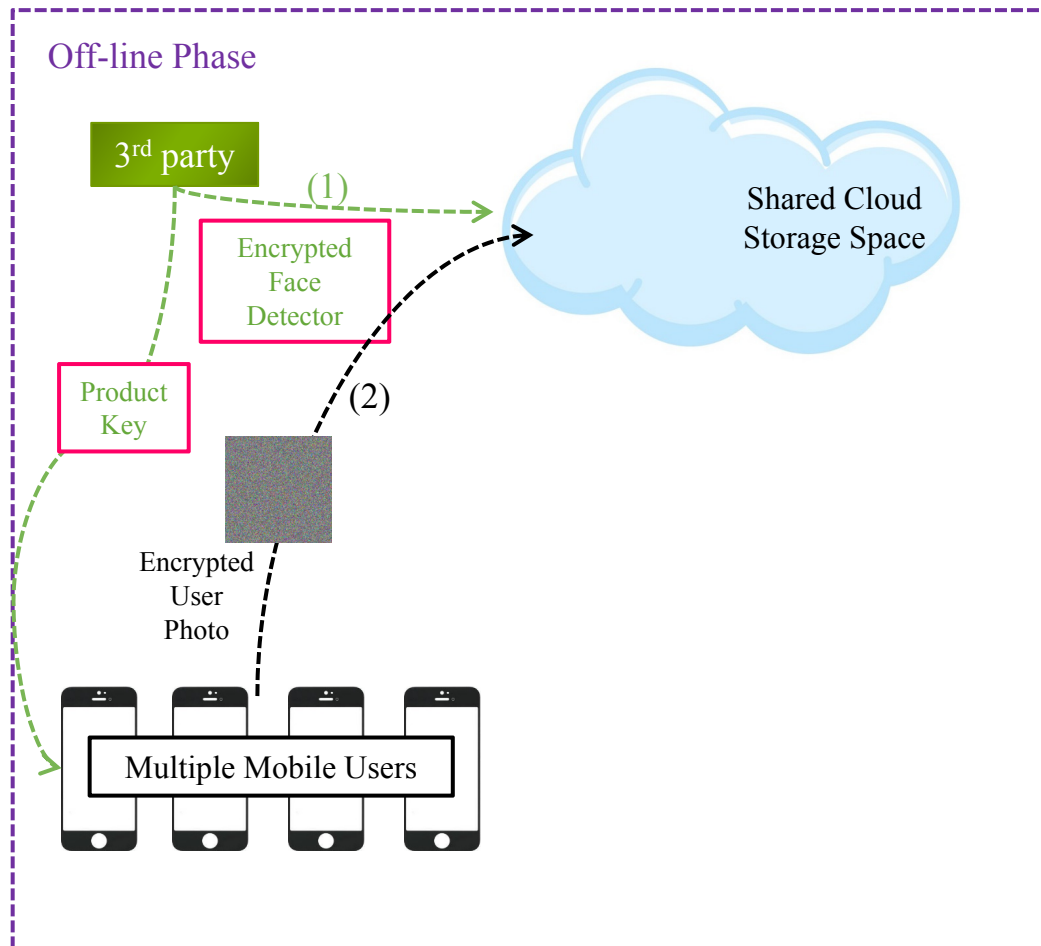 Off-line Phase
3rd party
(1)
Shared Cloud
Storage Space
Encrypted
Face
Detector
Product
Key
(2)
Encrypted
User
Photo
Multiple Mobile Users